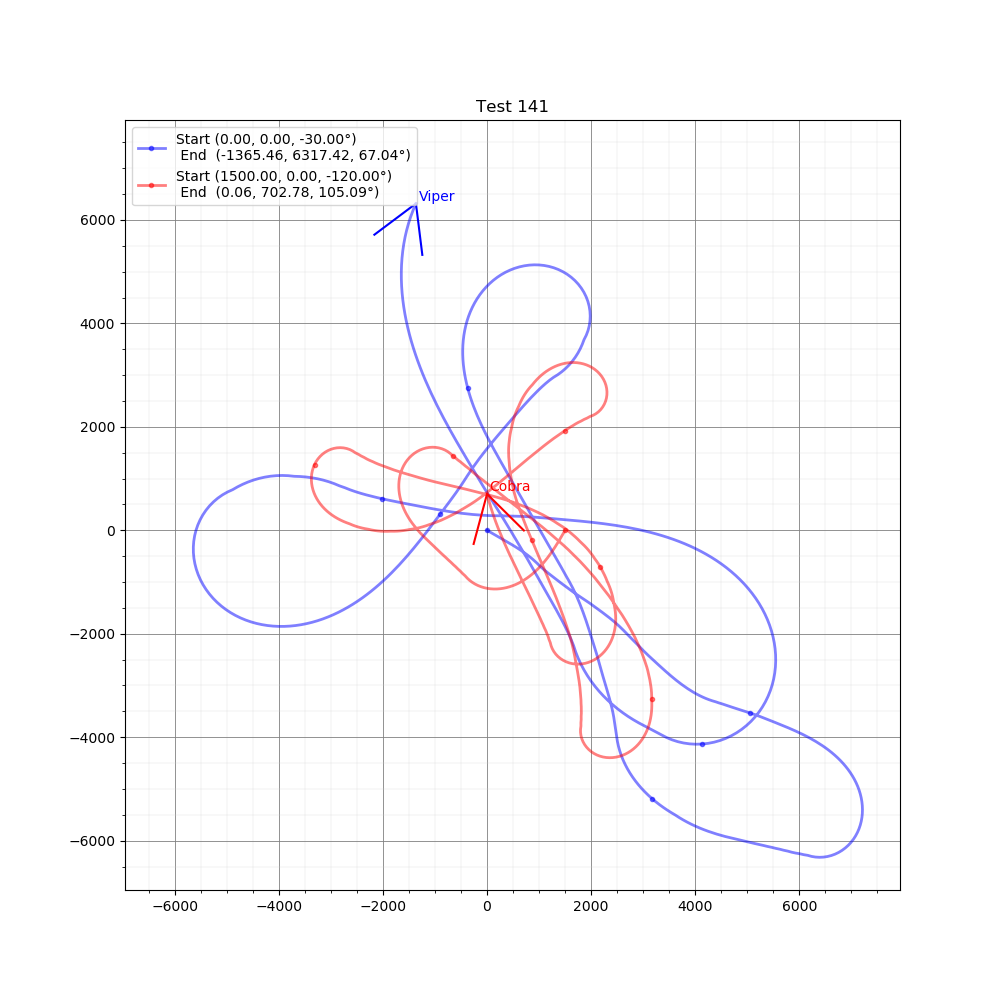 Test 141
Start (0.00, 0.00, -30.00°)
End (-1365.46, 6317.42, 67.04°)
Start (1500.00, 0.00, -120.00°)
End (0.06, 702.78, 105.09°)
Viper
Cobra
6000
4000
2000
0
−2000
−4000
−6000
−6000 −4000 −2000 0 2000 4000 6000